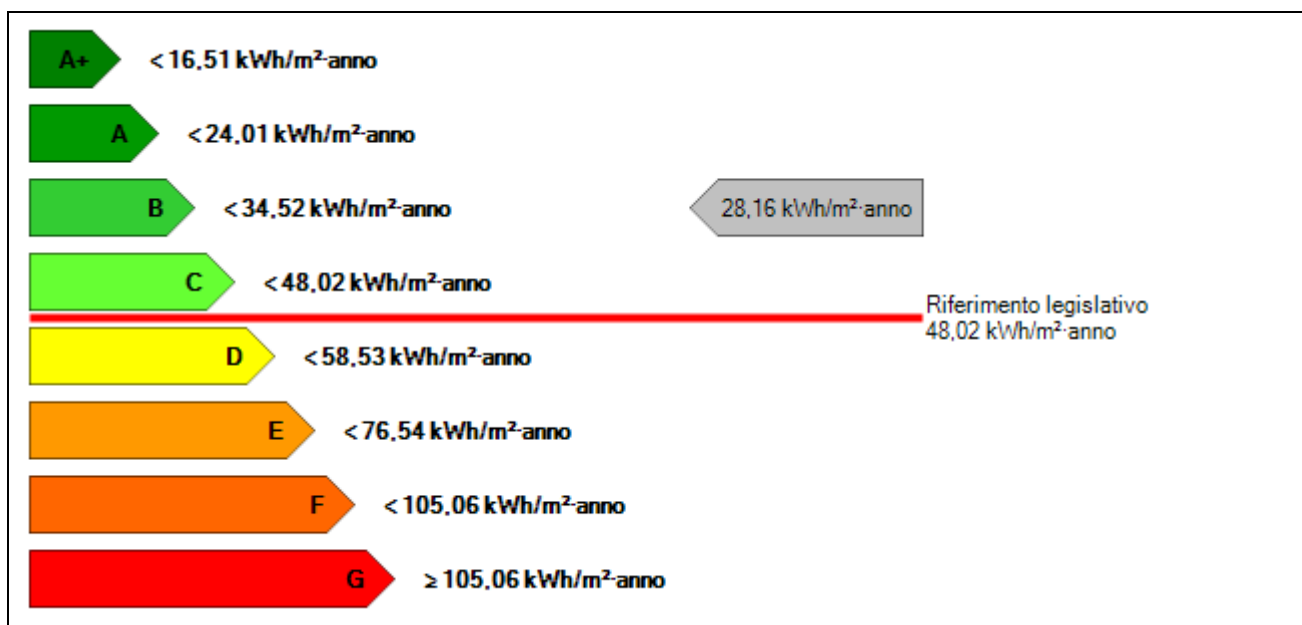 A+ < 16,51 kWh/m²·anno
A < 24,01 kWh/m²·anno
B < 34,52 kWh/m²·anno 28,16 kWh/m²·anno
C < 48,02 kWh/m²·anno
Riferimento legislativo
48,02 kWh/m²·anno
D < 58,53 kWh/m²·anno
E < 76,54 kWh/m²·anno
F < 105,06 kWh/m²·anno
G ≥ 105,06 kWh/m²·anno